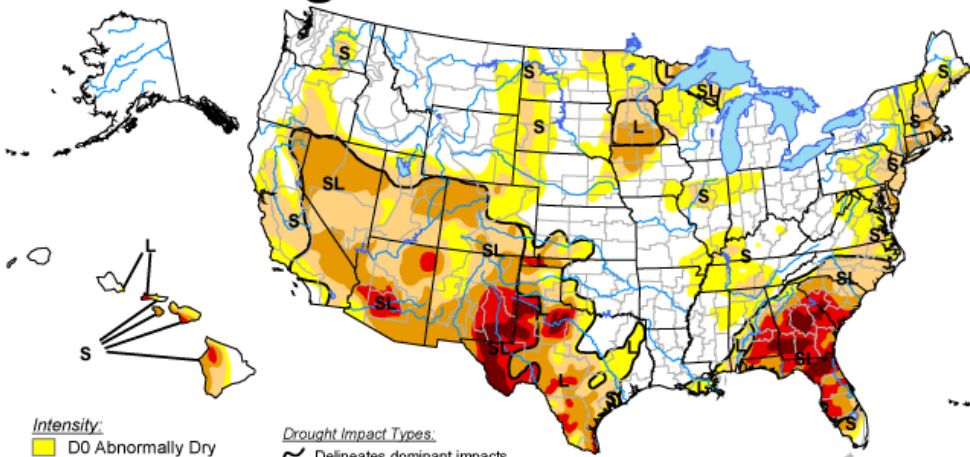 S
S
L
SL
S
S
L
S
SL
S
S
S
SL
SL
S
S
L
SL
SL
L
S
SL
L
L
S
L
SL
S
Intensity:
D0 Abnormally Dry
Drought Impact Types:
Delineates dominant impacts